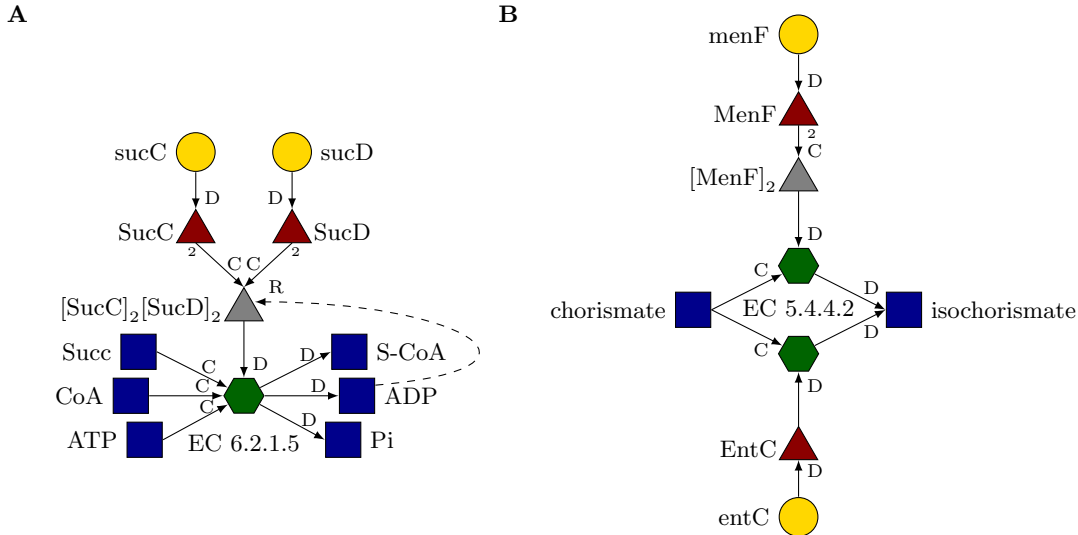 A
sucC
sucD
D
D
SucC
SucD
2
2
C
C
R
[SucC]₂[SucD]₂
D
Succ
C
D
S-CoA
CoA
C
D
ADP
ATP
C
D
Pi
EC 6.2.1.5
B
menF
D
MenF
2
C
[MenF]₂
D
C
D
chorismate
EC 5.4.4.2
isochorismate
C
D
D
EntC
D
entC